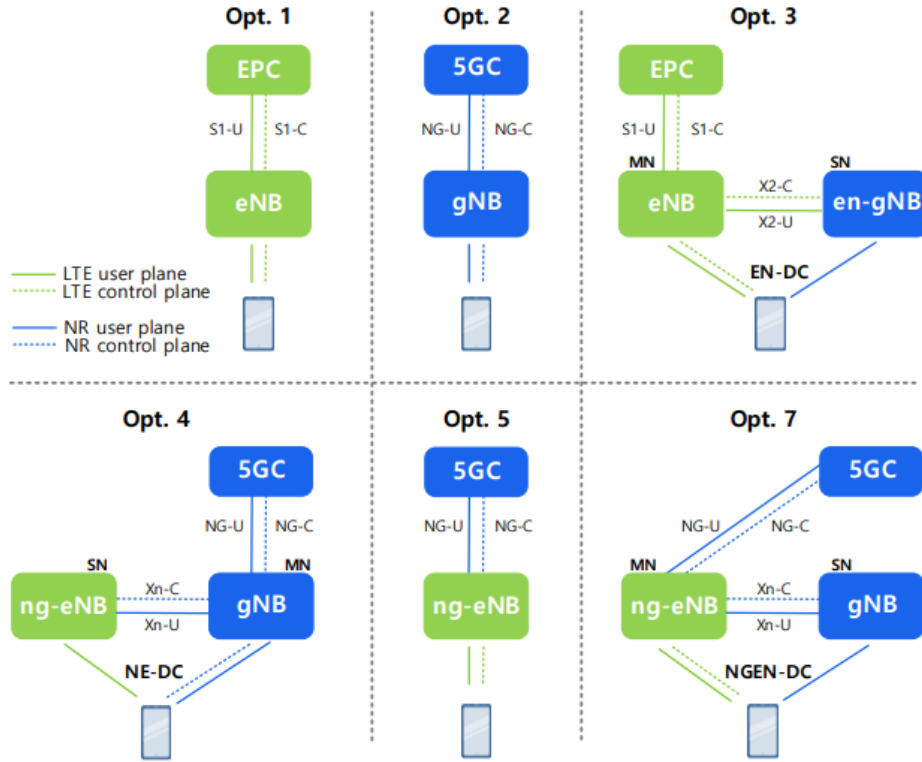 Opt. 1
EPC
S1-U
S1-C
eNB
LTE user plane
LTE control plane
NR user plane
NR control plane
Opt. 2
5GC
NG-U
NG-C
gNB
Opt. 3
EPC
S1-U
S1-C
MN
SN
eNB
X2-C
X2-U
en-gNB
EN-DC
Opt. 4
5GC
NG-U
NG-C
SN
MN
ng-eNB
Xn-C
Xn-U
gNB
NE-DC
Opt. 5
5GC
NG-U
NG-C
ng-eNB
Opt. 7
5GC
NG-U
NG-C
MN
SN
ng-eNB
Xn-C
Xn-U
gNB
NGEN-DC